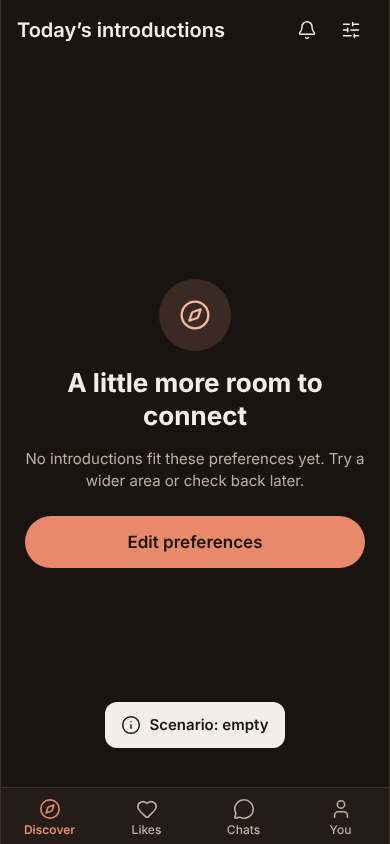 Today’s introductions
A little more room to
connect
No introductions fit these preferences yet. Try a
wider area or check back later.
Edit preferences
Scenario: empty
Discover
Likes
Chats
You